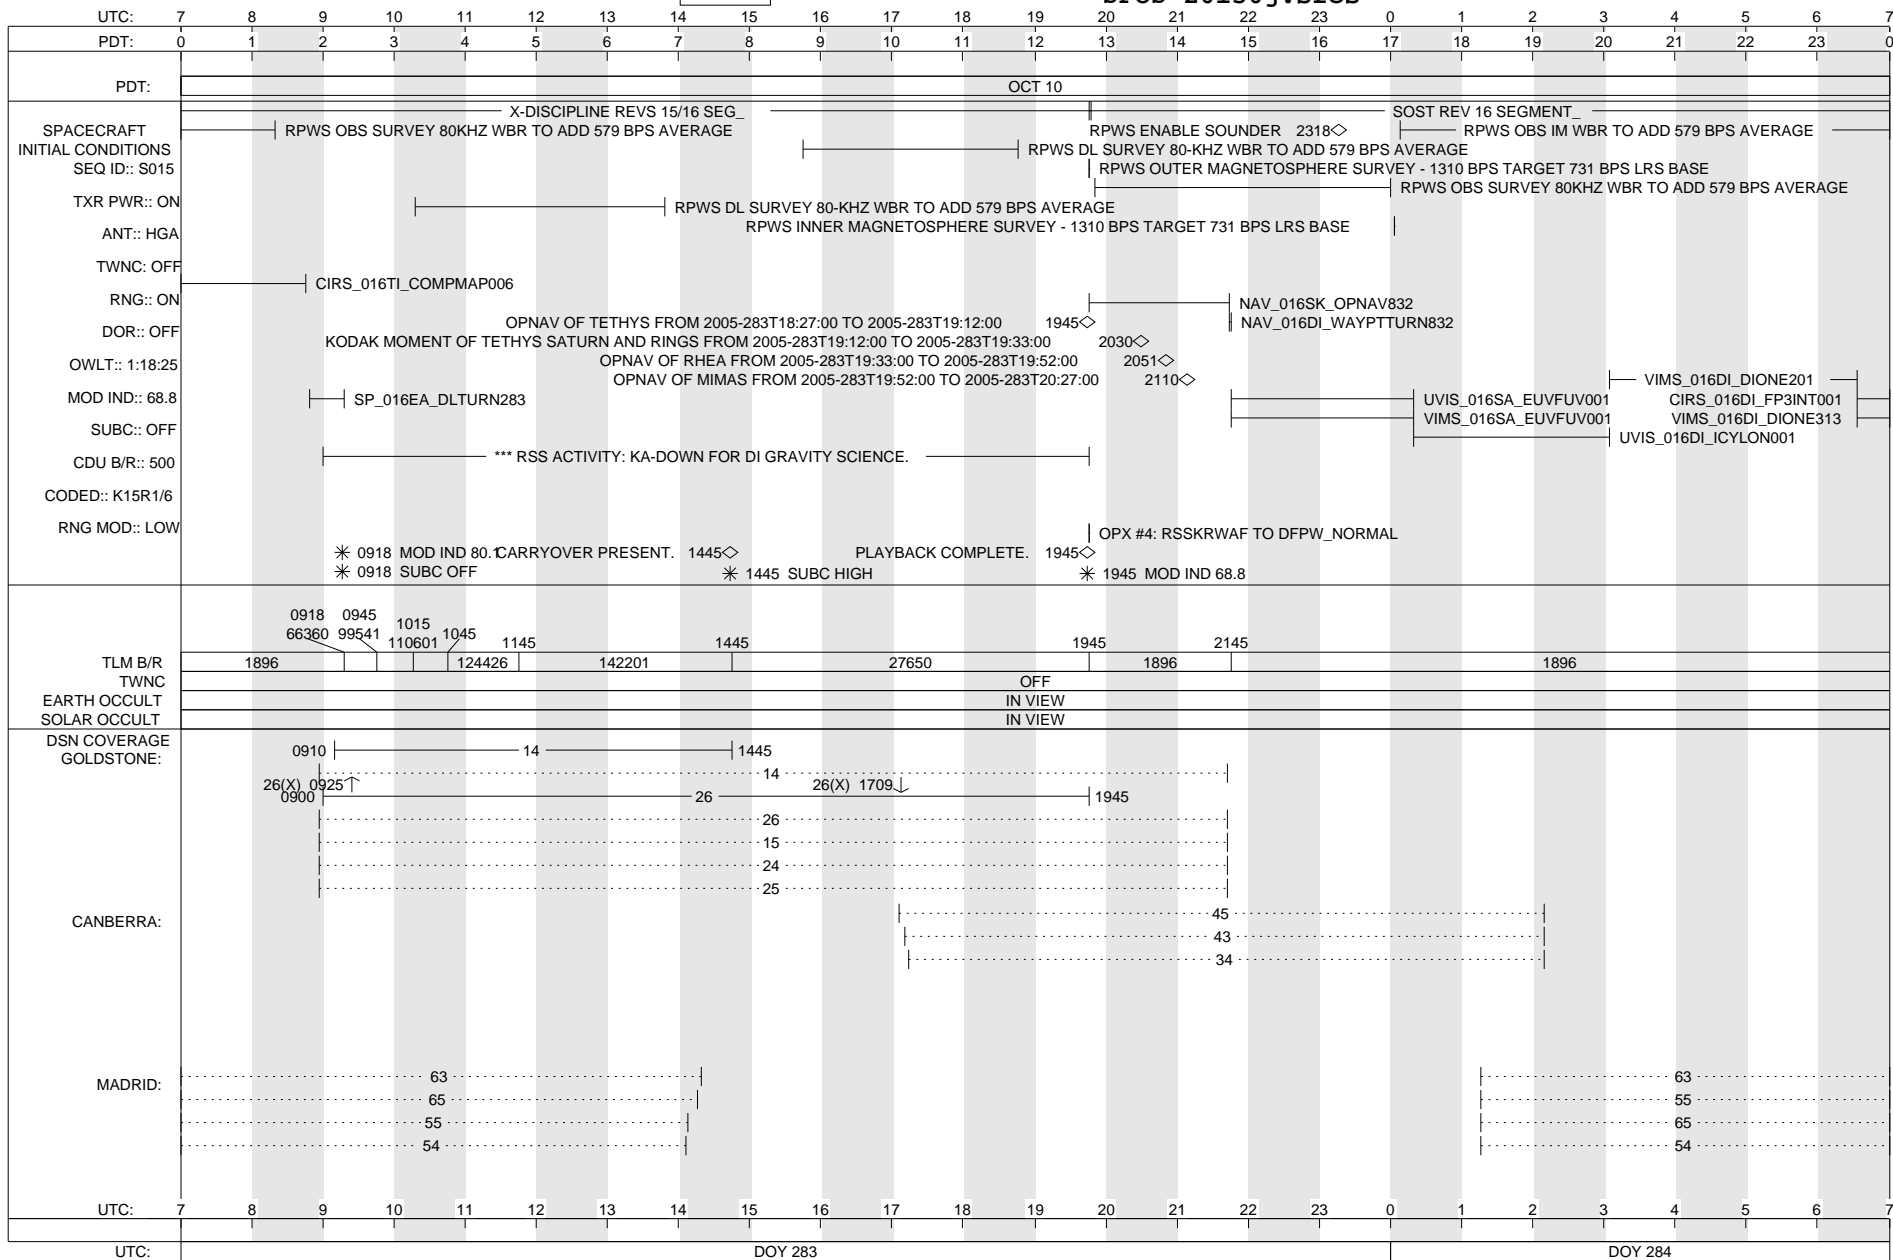 UTC: 7 8 9 10 11 12 13 14 15 16 17 18 19 20 21 22 23 0 1 2 3 4 5 6 7
PDT: 0 1 2 3 4 5 6 7 8 9 10 11 12 13 14 15 16 17 18 19 20 21 22 23 0
PDT: OCT 10
X-DISCIPLINE REVS 15/16 SEG_ SOST REV 16 SEGMENT_
SPACECRAFT RPWS OBS SURVEY 80KHZ WBR TO ADD 579 BPS AVERAGE RPWS ENABLE SOUNDER 2318 RPWS OBS IM WBR TO ADD 579 BPS AVERAGE
INITIAL CONDITIONS RPWS DL SURVEY 80-KHZ WBR TO ADD 579 BPS AVERAGE
SEQ ID:: S015 RPWS OUTER MAGNETOSPHERE SURVEY - 1310 BPS TARGET 731 BPS LRS BASE
RPWS OBS SURVEY 80KHZ WBR TO ADD 579 BPS AVERAGE
TXR PWR:: ON RPWS DL SURVEY 80-KHZ WBR TO ADD 579 BPS AVERAGE
ANT:: HGA RPWS INNER MAGNETOSPHERE SURVEY - 1310 BPS TARGET 731 BPS LRS BASE
TWNC: OFF
CIRS_016TI_COMPMAP006
RNG:: ON NAV_016SK_OPNAV832
DOR:: OFF OPNAV OF TETHYS FROM 2005-283T18:27:00 TO 2005-283T19:12:00 1945 NAV_016DI_WAYPTTURN832
KODAK MOMENT OF TETHYS SATURN AND RINGS FROM 2005-283T19:12:00 TO 2005-283T19:33:00 2030
OWLT:: 1:18:25 OPNAV OF RHEA FROM 2005-283T19:33:00 TO 2005-283T19:52:00 2051
OPNAV OF MIMAS FROM 2005-283T19:52:00 TO 2005-283T20:27:00 2110 VIMS_016DI_DIONE201
MOD IND:: 68.8 SP_016EA_DLTURN283 UVIS_016SA_EUVFUV001 CIRS_016DI_FP3INT001
VIMS_016SA_EUVFUV001 VIMS_016DI_DIONE313
SUBC:: OFF UVIS_016DI_ICYLON001
CDU B/R:: 500 *** RSS ACTIVITY: KA-DOWN FOR DI GRAVITY SCIENCE.
CODED:: K15R1/6
RNG MOD:: LOW OPX #4: RSSKRWAF TO DFPW_NORMAL
0918 MOD IND 80.1 CARRYOVER PRESENT. 1445 PLAYBACK COMPLETE. 1945
0918 SUBC OFF 1445 SUBC HIGH 1945 MOD IND 68.8
0918 0945 1015
66360 99541 110601 1045 1145 1445 1945 2145
TLM B/R 1896 124426 142201 27650 1896 1896
TWNC OFF
EARTH OCCULT IN VIEW
SOLAR OCCULT IN VIEW
DSN COVERAGE
GOLDSTONE: 0910 14 1445
14
26(X) 0925 26(X) 1709
0900 26 1945
26
15
24
25
CANBERRA: 45
43
34
MADRID: 63 63
65 55
55 65
54 54
UTC: 7 8 9 10 11 12 13 14 15 16 17 18 19 20 21 22 23 0 1 2 3 4 5 6 7
UTC: DOY 283 DOY 284